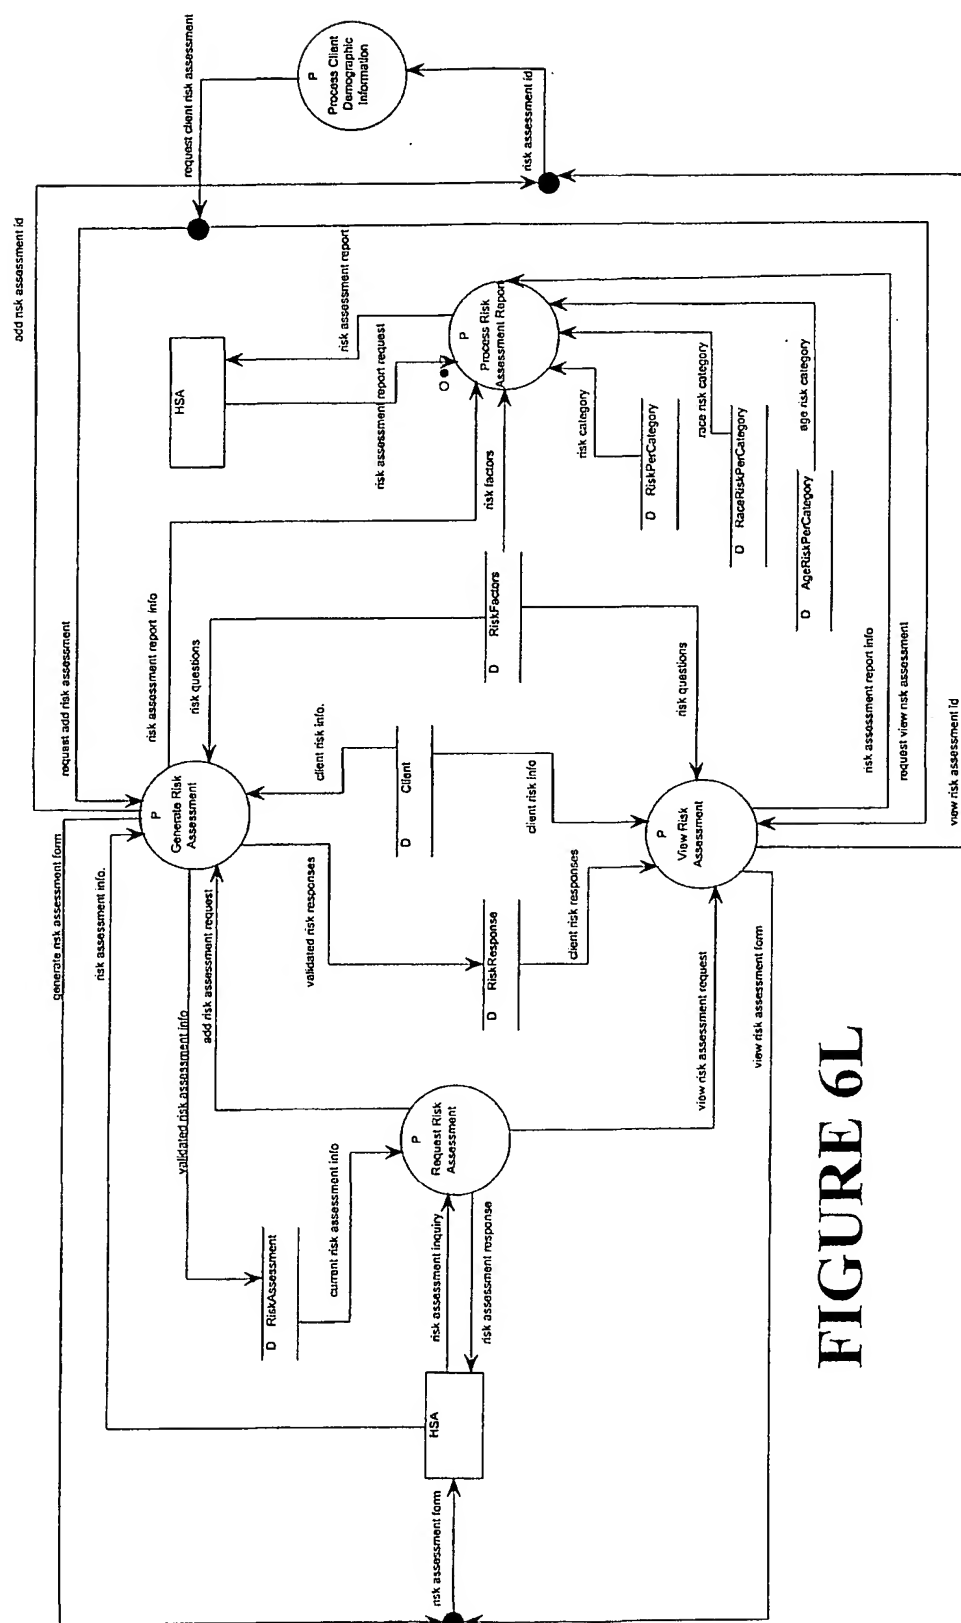 add risk assessment id
request add risk assessment
request client risk assessment
P
Process Client
Demographic
Information
risk assessment id
generate risk assessment form
risk assessment info.
P
Generate Risk
Assessment
risk assessment report info
HSA
risk assessment report
risk assessment report request
validated risk assessment info
add risk assessment request
validated risk responses
client risk info.
risk questions
risk factors
O
P
Process Risk
Assessment Report
D RiskAssessment
current risk assessment info
P
Request Risk
Assessment
D RiskResponse
D Client
D RiskFactors
risk category
D RiskPerCategory
race risk category
D RaceRiskPerCategory
age risk category
D AgeRiskPerCategory
risk assessment form
HSA
risk assessment inquiry
risk assessment response
client risk responses
client risk info
risk questions
P
View Risk
Assessment
view risk assessment request
view risk assessment form
risk assessment report info
request view risk assessment
view risk assessment id
FIGURE 6L